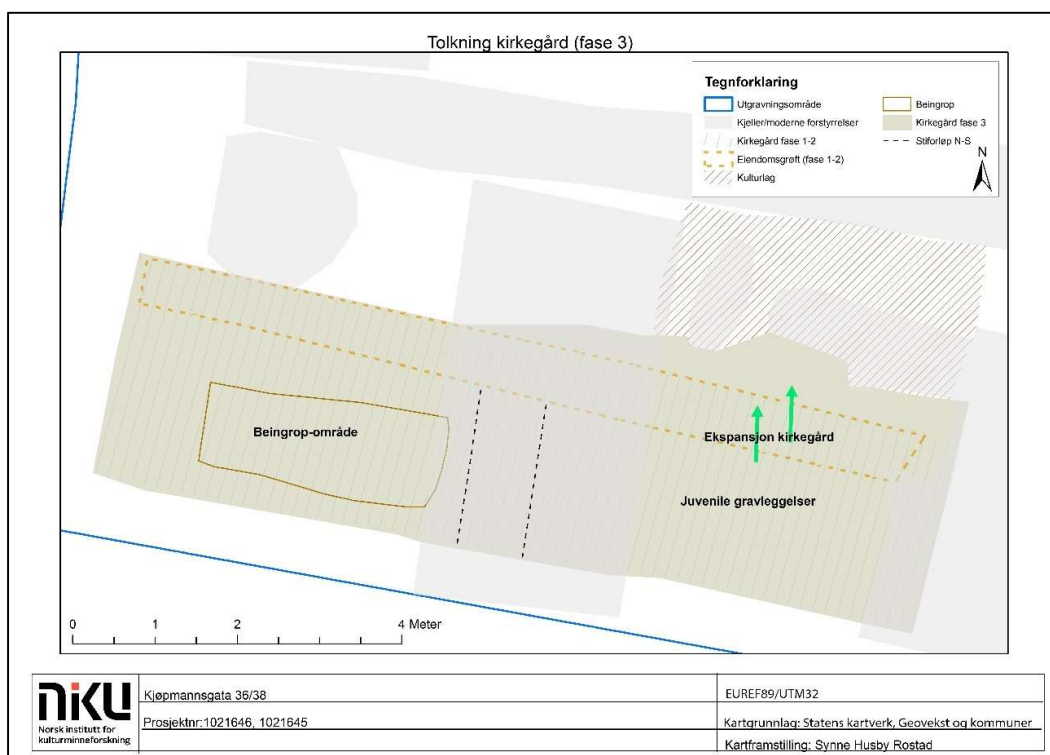 Tolkning kirkegård (fase 3)
Tegnforklaring
Utgravningsområde
Kjeller/moderne forstyrrelser
Kirkegård fase 1-2
Eiendomsgrøft (fase 1-2)
Kulturlag
Beingrop
Kirkegård fase 3
Stiforløp N-S
N
Beingrop-område
Ekspansjon kirkegård
Juvenile gravleggelser
0 1 2 4 Meter
NIKU
Norsk institutt for
kulturminneforskning
Kjøpmannsgata 36/38
EUREF89/UTM32
Prosjektnr:1021646, 1021645
Kartgrunnlag: Statens kartverk, Geovekst og kommuner
Kartframstilling: Synne Husby Rostad